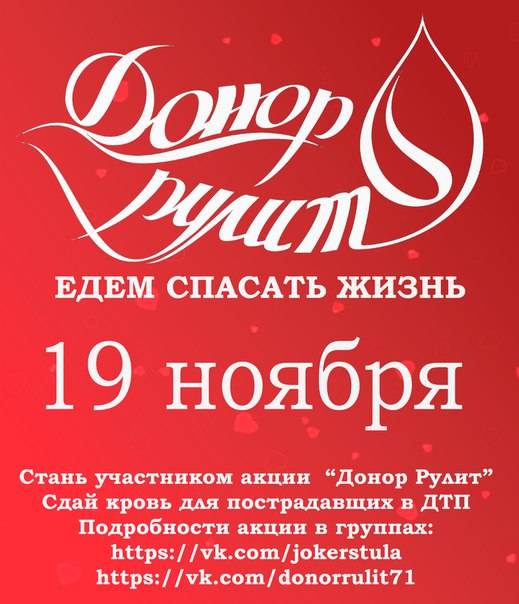 Донор
рулит
ЕДЕМ СПАСАТЬ ЖИЗНЬ
19 ноября
Стань участником акции “Донор Рулит”
Сдай кровь для пострадавщих в ДТП
Подробности акции в группах:
https://vk.com/jokerstula
https://vk.com/donorrulit71